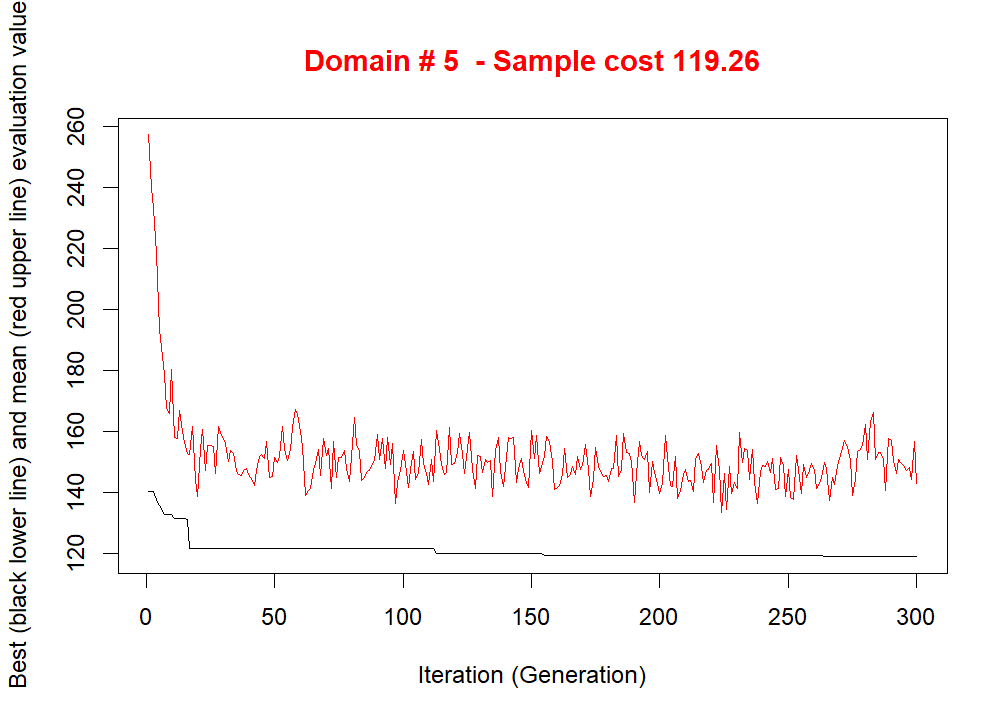 Domain # 5  - Sample cost 119.26
Best (black lower line) and mean (red upper line) evaluation value
260
240
220
200
180
160
140
120
0 50 100 150 200 250 300
Iteration (Generation)